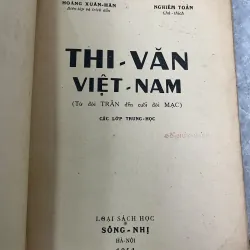 HOÀNG XUÂN-HÃN
NGHIÊM TOẢN
THI-VĂN
VIỆT-NAM
(Từ đời TRẦN đến cuối đời MẠC)
CÁC LỚP TRUNG-HỌC
LOẠI SÁCH HỌC
SÔNG-NHỊ
HÀ-NỘI